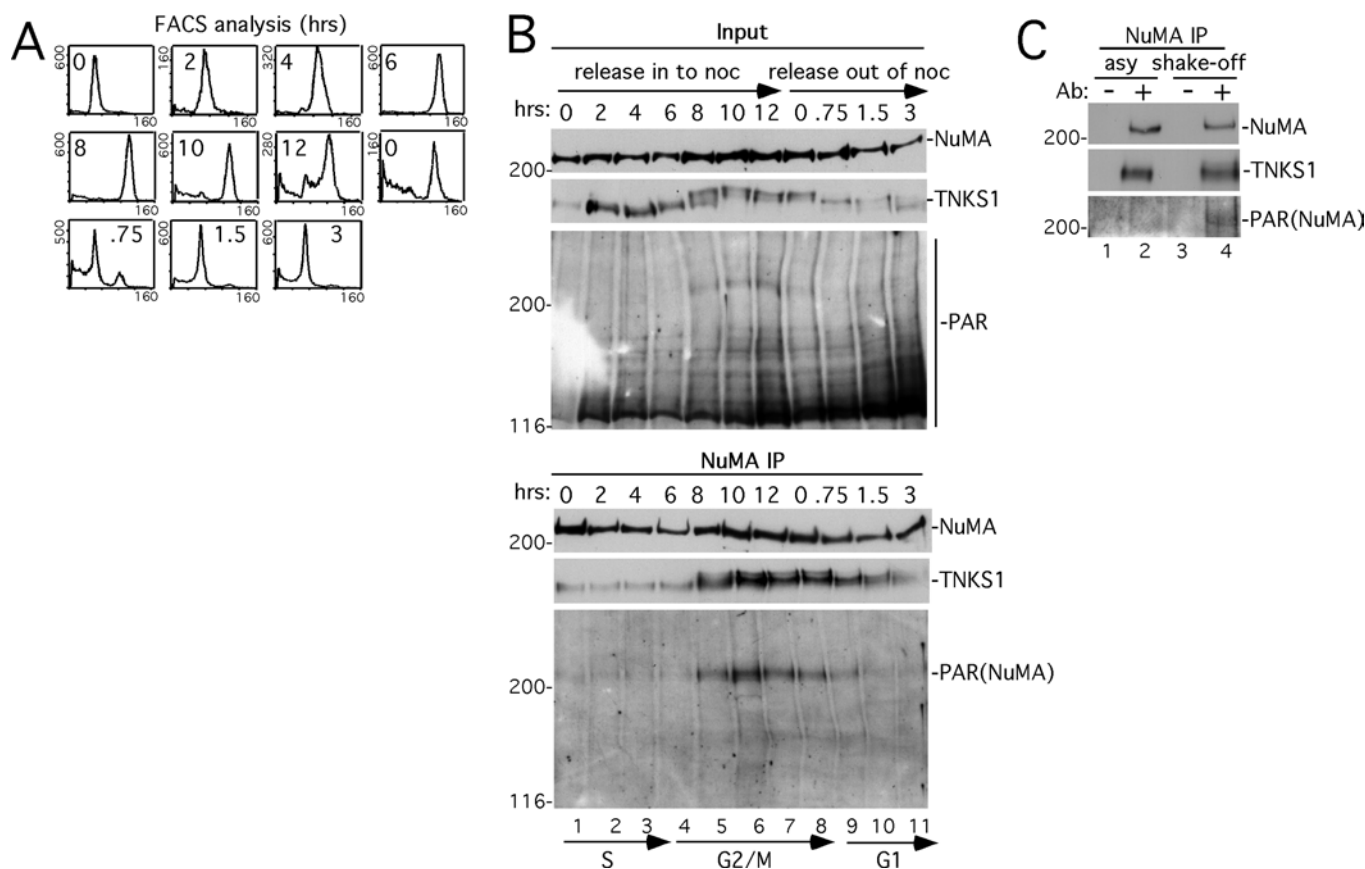 A
FACS analysis (hrs)
600 0 160
160 2 160
320 4 160
600 6 160
600 8 160
600 10 160
280 12 160
160 0 160
500 .75 160
600 1.5 160
600 3 160
B
Input
release in to noc release out of noc
hrs: 0 2 4 6 8 10 12 0 .75 1.5 3
-NuMA
200-
-TNKS1
200-
-PAR
116-
NuMA IP
hrs: 0 2 4 6 8 10 12 0 .75 1.5 3
-NuMA
200-
-TNKS1
-PAR(NuMA)
200-
116-
1 2 3 4 5 6 7 8 9 10 11
S G2/M G1
C
NuMA IP
asy shake-off
Ab: - + - +
-NuMA
200-
-TNKS1
-PAR(NuMA)
200-
1 2 3 4